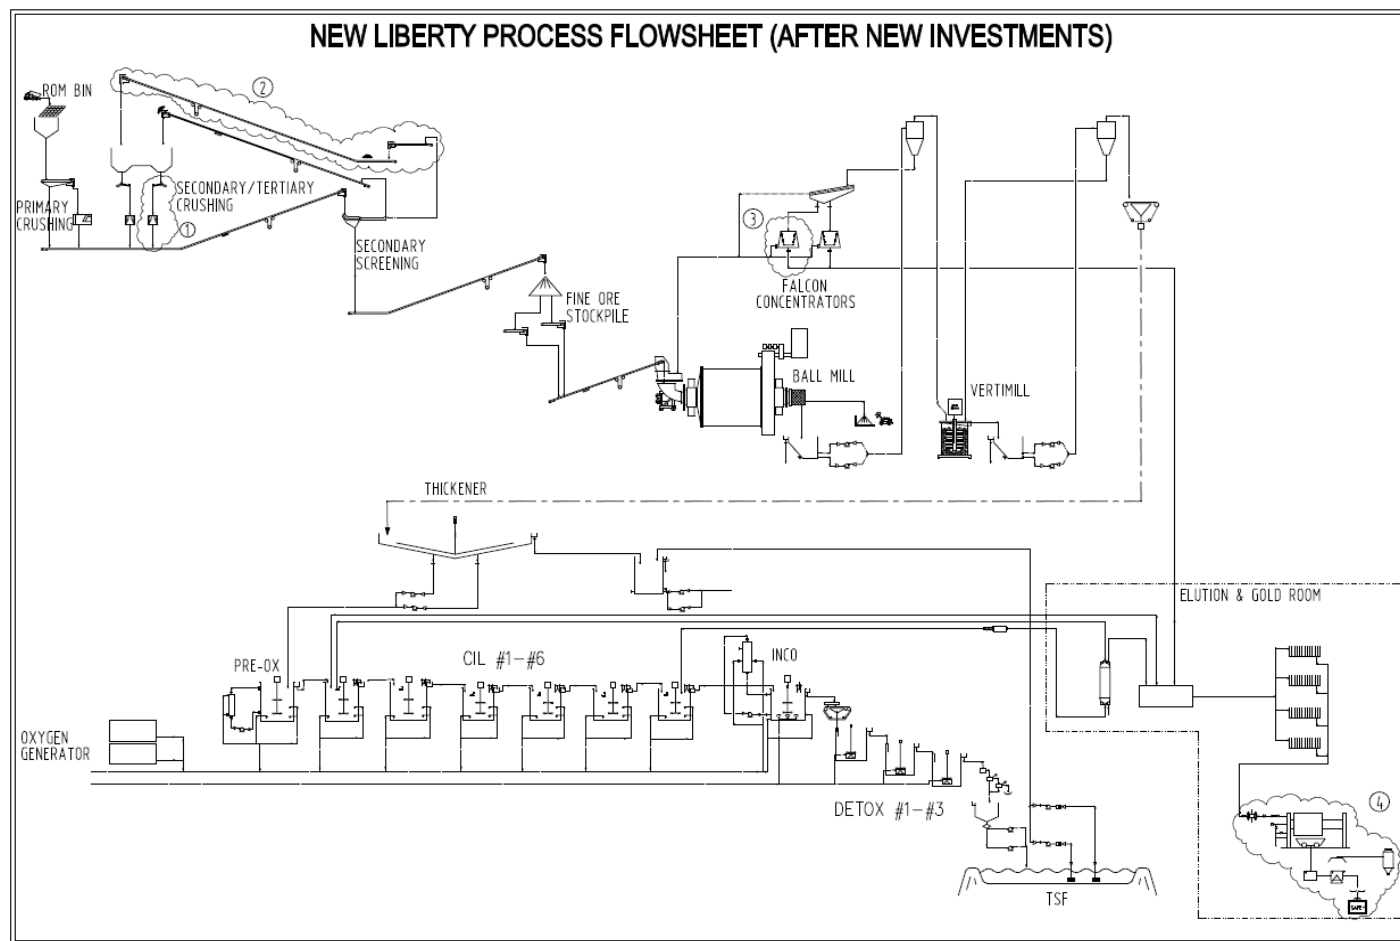 NEW LIBERTY PROCESS FLOWSHEET (AFTER NEW INVESTMENTS)
ROM BIN
2
PRIMARY
CRUSHING
SECONDARY/TERTIARY
CRUSHING
1
SECONDARY
SCREENING
3
FALCON
CONCENTRATORS
FINE ORE
STOCKPILE
BALL MILL
VERTIMILL
THICKENER
ELUTION & GOLD ROOM
PRE-OX
CIL #1-#6
INCO
OXYGEN
GENERATOR
DETOX #1-#3
4
TSF
SAFE